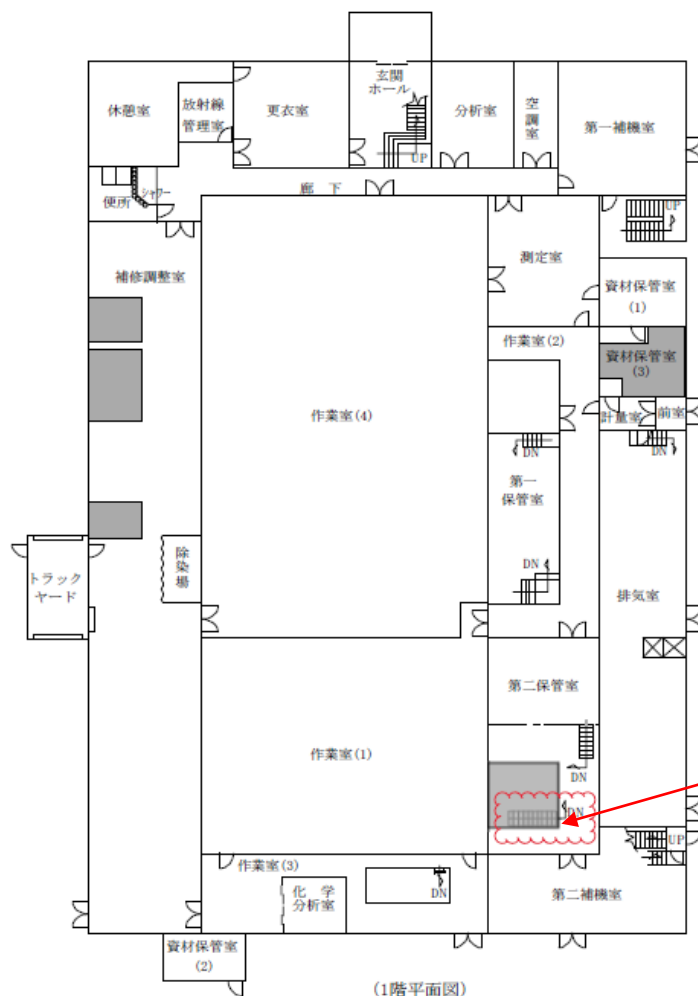 休憩室
放射線
管理室
更衣室
玄関
ホール
UP
分析室
空調室
第一補機室
便所
シャワー
廊 下
UP
補修調整室
測定室
資材保管室
(1)
作業室(2)
資材保管室
(3)
作業室(4)
計量室
前室
DN
DN
第一
保管室
DN
除染場
トラック
ヤード
排気室
第二保管室
作業室(1)
DN
DN
UP
作業室(3)
化 学
分析室
DN
第二補機室
資材保管室
(2)
(1階平面図)